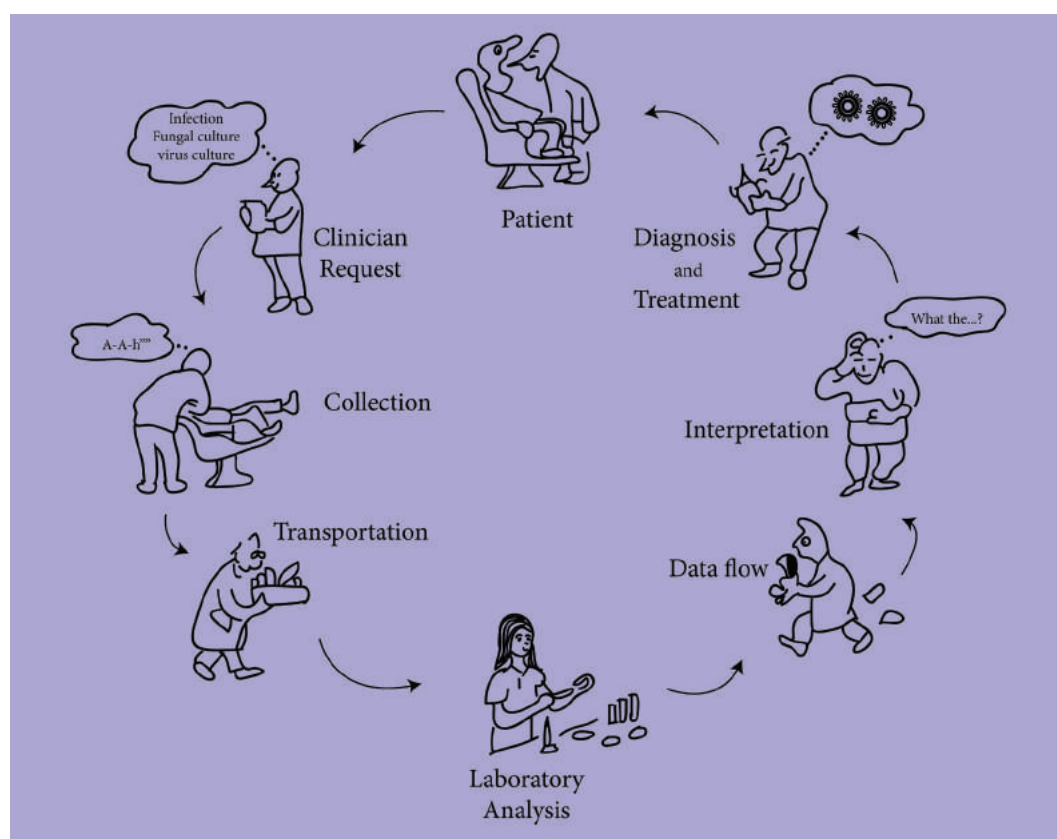 Patient
Infection
Fungal culture
virus culture
Clinician
Request
A-A-h""
Collection
Transportation
Laboratory
Analysis
Data flow
Interpretation
What the...?
Diagnosis
and
Treatment